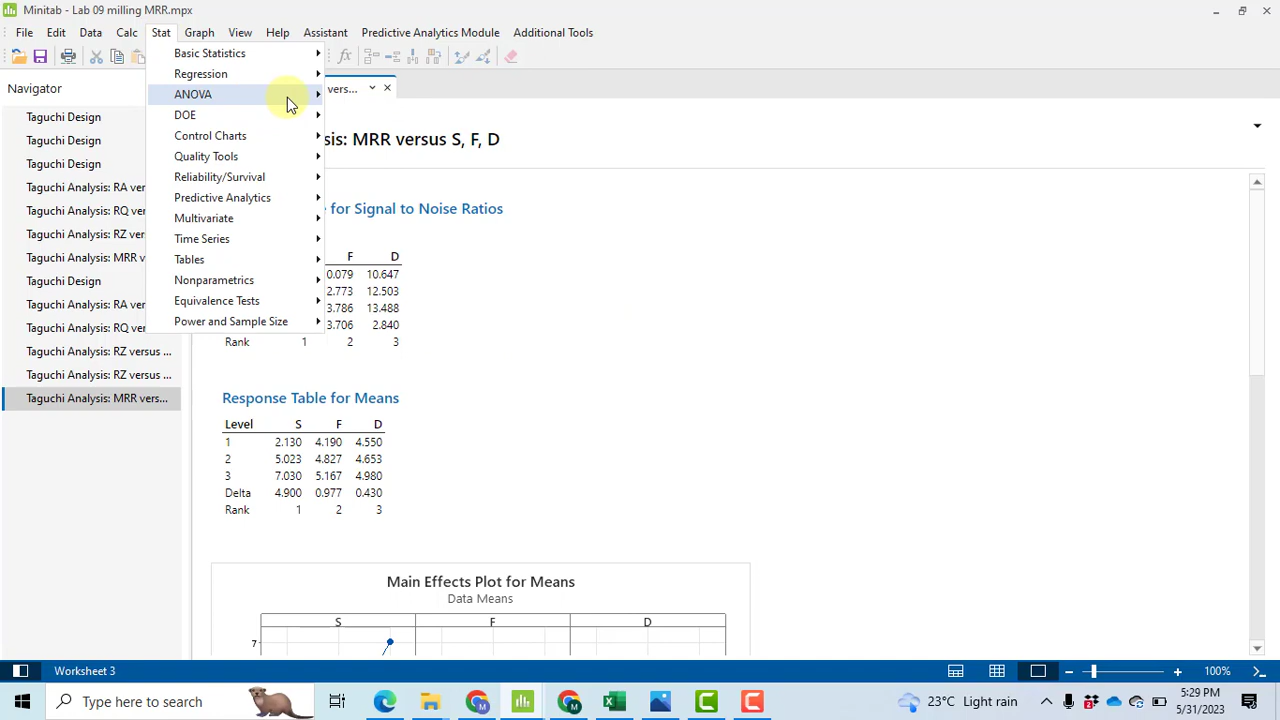 Minitab - Lab 09 milling MRR.mpx
File Edit Data Calc Stat Graph View Help Assistant Predictive Analytics Module Additional Tools
Basic Statistics
Regression
ANOVA
DOE
Control Charts
Quality Tools
Reliability/Survival
Predictive Analytics
Multivariate
Time Series
Tables
Nonparametrics
Equivalence Tests
Power and Sample Size
Navigator
Taguchi Design
Taguchi Design
Taguchi Design
Taguchi Analysis: RA ver
Taguchi Analysis: RQ ver
Taguchi Analysis: RZ ver
Taguchi Analysis: MRR v
Taguchi Design
Taguchi Analysis: RA ver
Taguchi Analysis: RQ ver
Taguchi Analysis: RZ versus ...
Taguchi Analysis: RZ versus ...
Taguchi Analysis: MRR vers...
vers...
sis: MRR versus S, F, D
e for Signal to Noise Ratios
F D
0.079 10.647
2.773 12.503
3.786 13.488
3.706 2.840
Rank 1 2 3
Response Table for Means
Level S F D
1 2.130 4.190 4.550
2 5.023 4.827 4.653
3 7.030 5.167 4.980
Delta 4.900 0.977 0.430
Rank 1 2 3
Main Effects Plot for Means
Data Means
S F D
7
Worksheet 3
100%
Type here to search
23°C Light rain
5:29 PM
5/31/2023